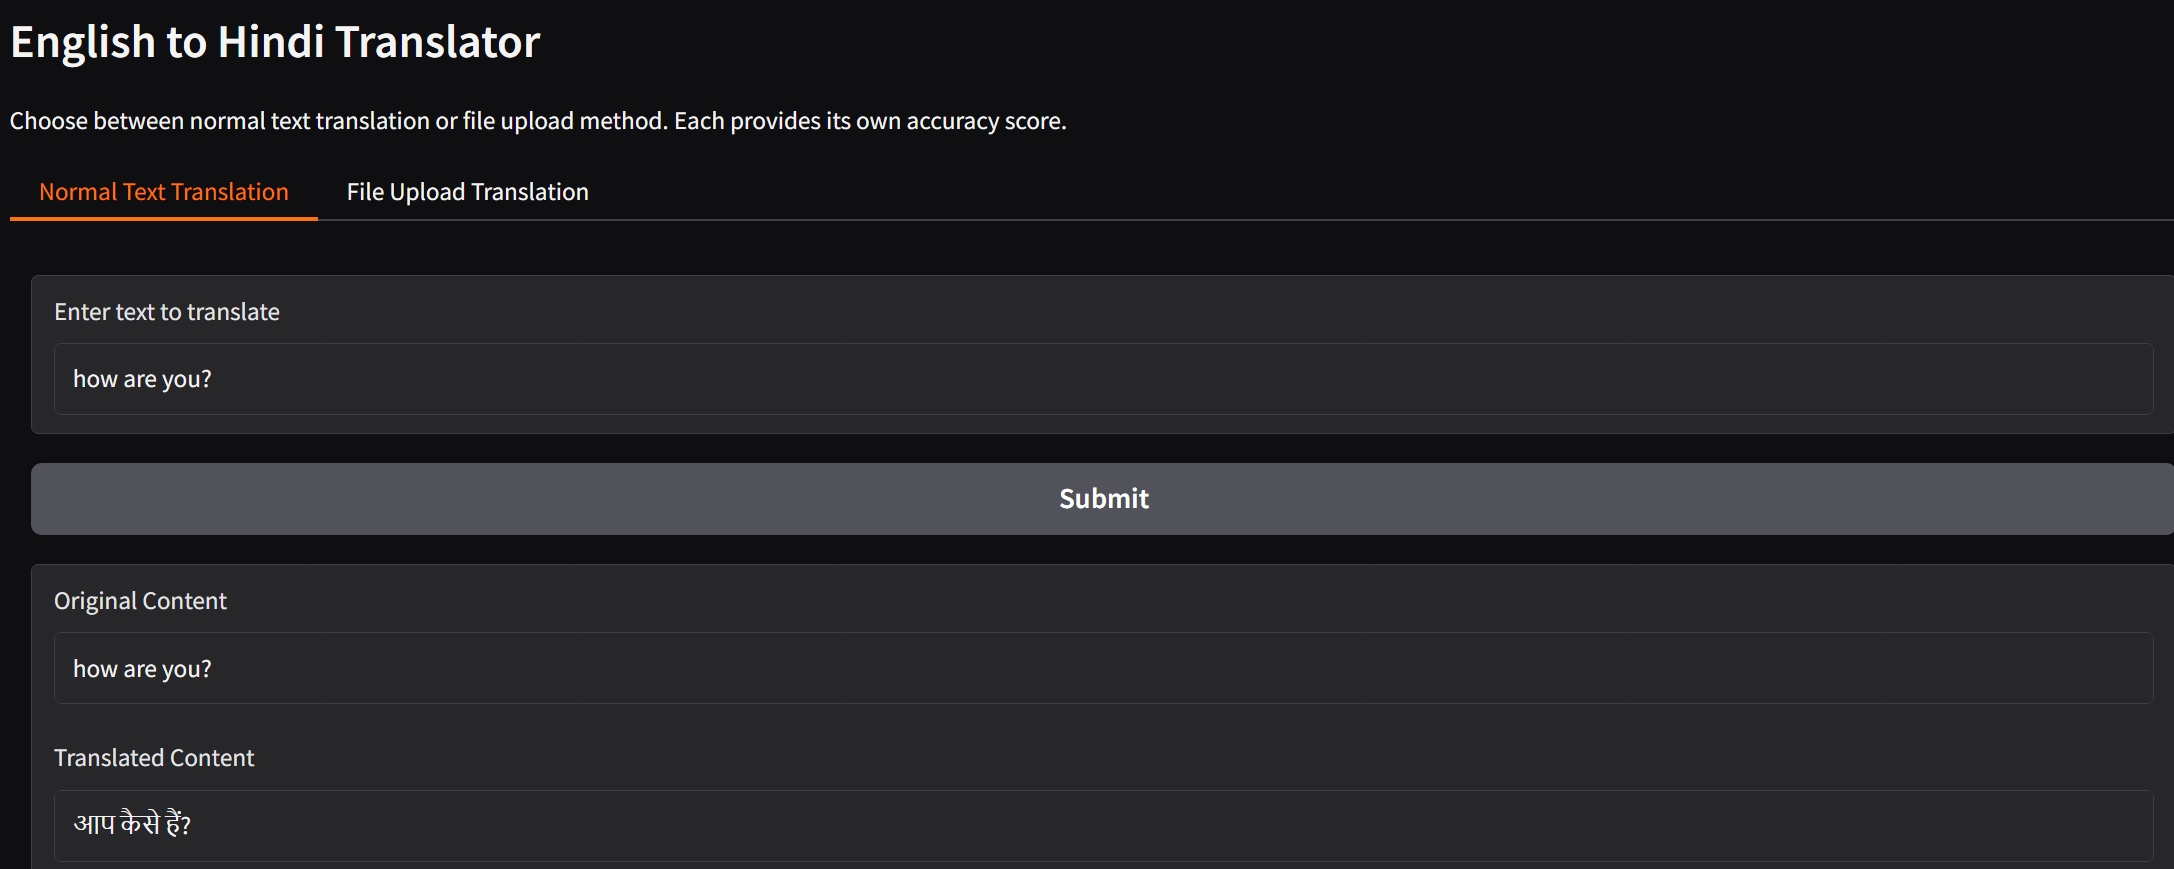 English to Hindi Translator
Choose between normal text translation or file upload method. Each provides its own accuracy score.
Normal Text Translation File Upload Translation
Enter text to translate
how are you?
Submit
Original Content
how are you?
Translated Content
आप कैसे हैं?